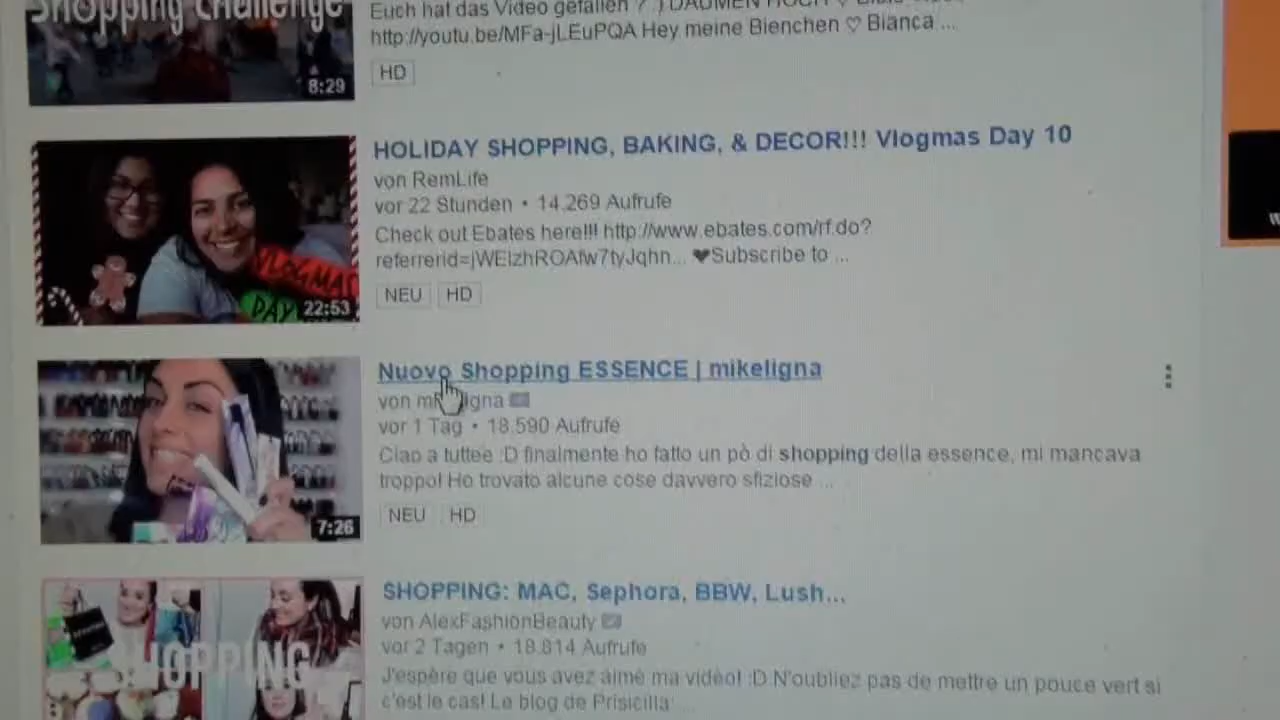 Shopping Challenge
8:29
Euch hat das Video gefallen ? :) DAUMEN HOCH ♡
http://youtu.be/MFa-jLEuPQA Hey meine Bienchen ♡ Bianca ...
HD
HOLIDAY SHOPPING, BAKING, & DECOR!!! Vlogmas Day 10
von RemLife
vor 22 Stunden • 14.269 Aufrufe
Check out Ebates here!!! http://www.ebates.com/rf.do?
referrerid=jWEIzhROAfw7tyJqhn... ❤Subscribe to ...
NEU HD
VLOGMAS
DAY
22:53
Nuovo Shopping ESSENCE | mikeligna
von mikeligna
vor 1 Tag • 18.590 Aufrufe
Ciao a tuttee :D finalmente ho fatto un pò di shopping della essence, mi mancava
troppo! Ho trovato alcune cose davvero sfiziose ...
NEU HD
7:26
SHOPPING: MAC, Sephora, BBW, Lush...
von AlexFashionBeauty
vor 2 Tagen • 18.814 Aufrufe
J'espère que vous avez aimé ma vidéo! :D N'oubliez pas de mettre un pouce vert si
c'est le cas! Le blog de Prisicilla: ...
SHOPPING